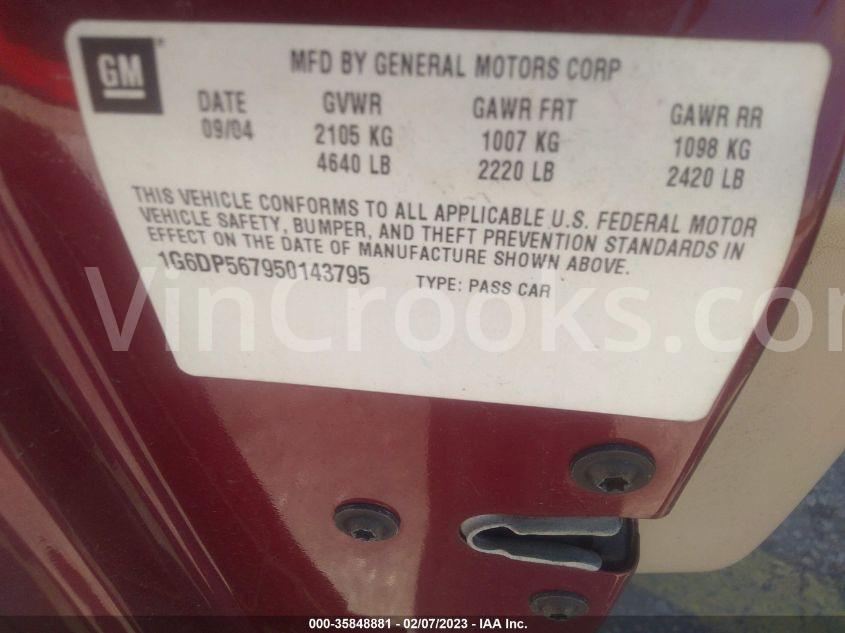 GM
MFD BY GENERAL MOTORS CORP
DATE GVWR GAWR FRT GAWR RR
09/04 2105 KG 1007 KG 1098 KG
4640 LB 2220 LB 2420 LB
THIS VEHICLE CONFORMS TO ALL APPLICABLE U.S. FEDERAL MOTOR
VEHICLE SAFETY, BUMPER, AND THEFT PREVENTION STANDARDS IN
EFFECT ON THE DATE OF MANUFACTURE SHOWN ABOVE.
1G6DP567950143795 TYPE: PASS CAR
VinCrooks.com
000-35848881 - 02/07/2023 - IAA Inc.